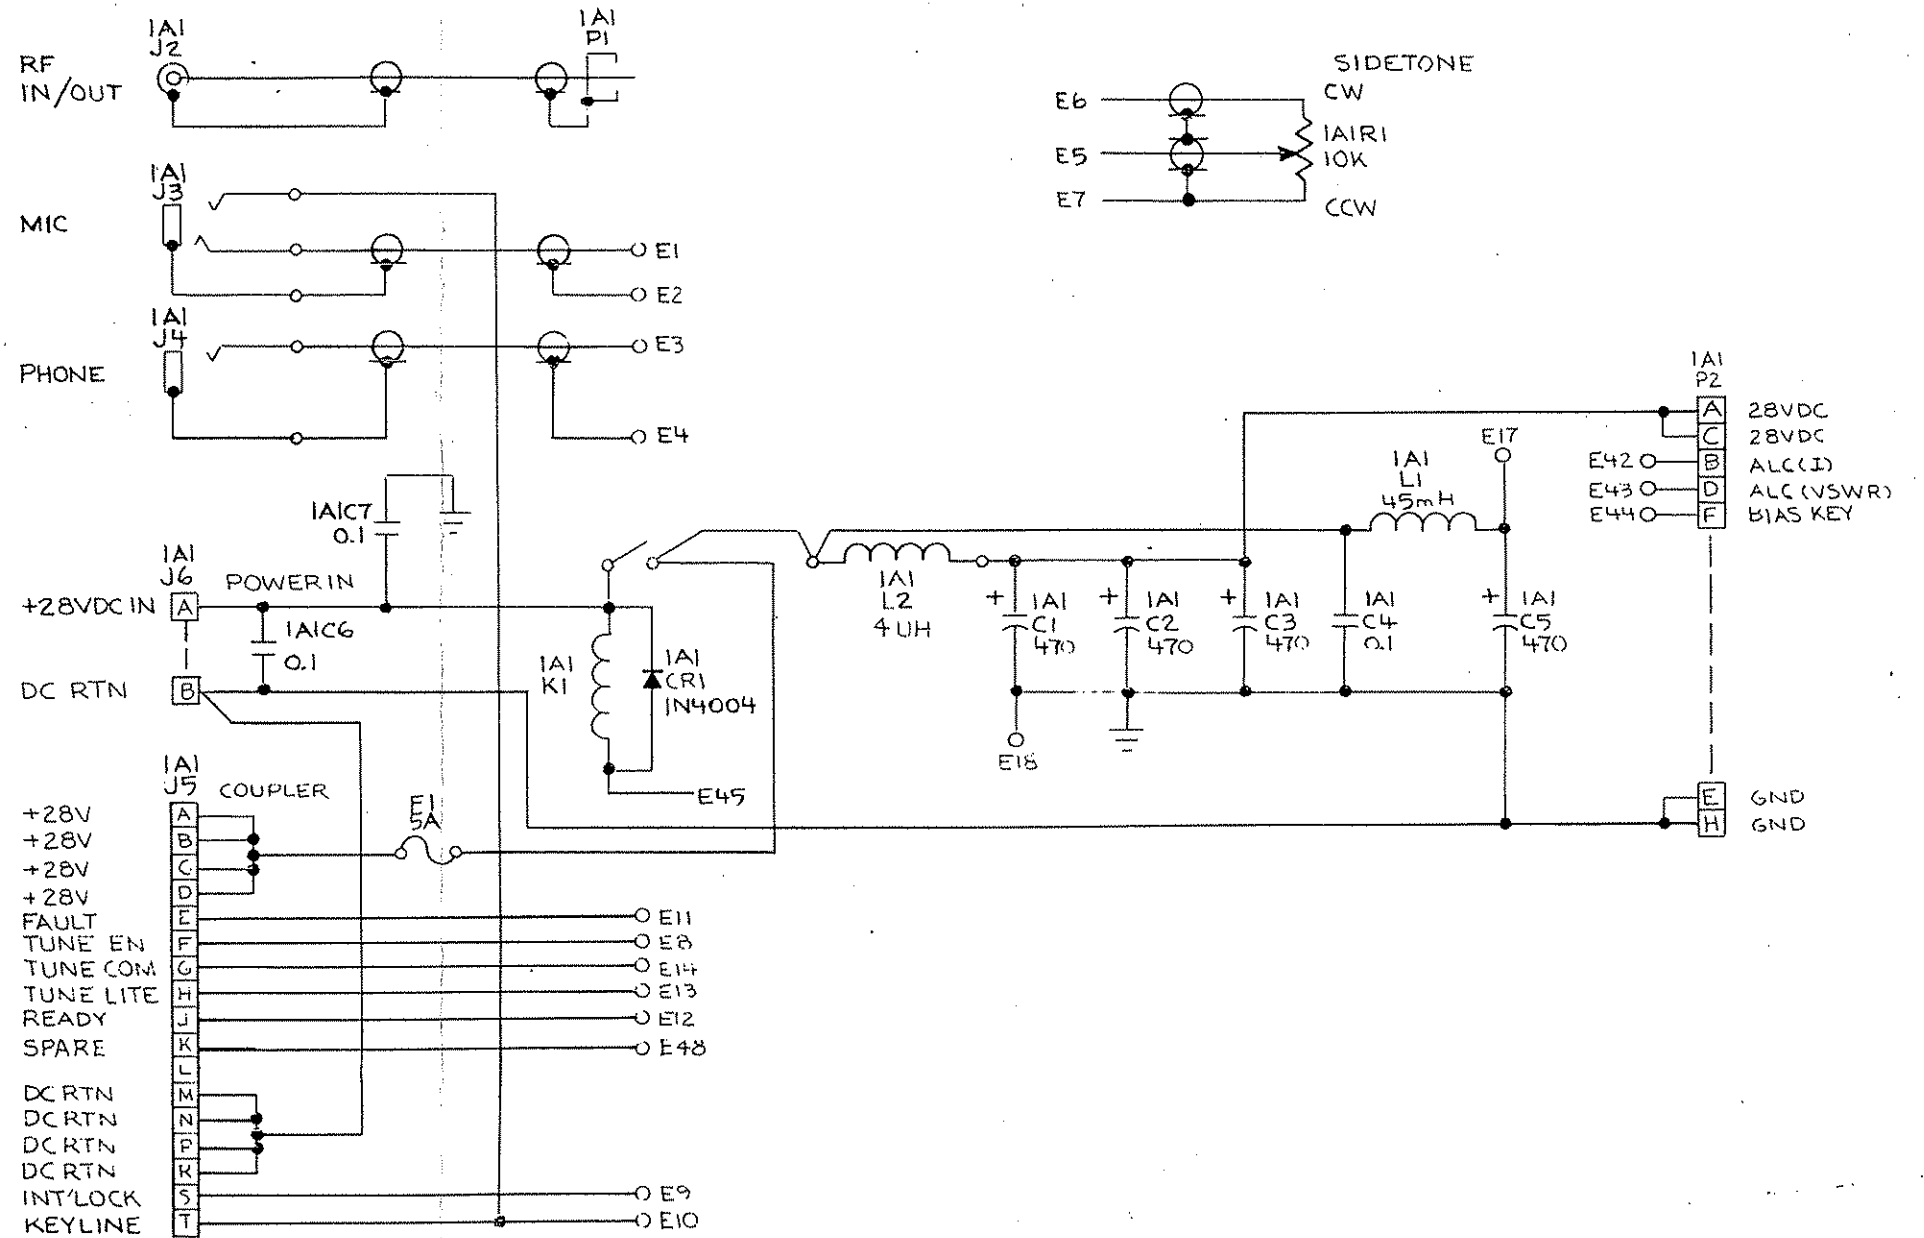 RF
IN/OUT
1A1
J2
1A1
P1
SIDETONE
CW
E6
1A1R1
10K
E5
E7
CCW
1A1
J3
MIC
E1
E2
1A1
J4
PHONE
E3
E4
1A1C7
0.1
1A1
J6
POWER IN
+28VDC IN
A
1A1C6
0.1
DC RTN
B
1A1
K1
1A1
CR1
1N4004
E45
1A1
L2
4 UH
1A1
L1
45mH
E17
+
1A1
C1
470
+
1A1
C2
470
+
1A1
C3
470
1A1
C4
0.1
+
1A1
C5
470
E18
1A1
P2
A 28VDC
C 28VDC
E42 B ALC(I)
E43 D ALC(VSWR)
E44 F BIAS KEY
E GND
H GND
1A1
J5
COUPLER
E1
5A
+28V A
+28V B
+28V C
+28V D
FAULT E E11
TUNE EN F E8
TUNE COM G E14
TUNE LITE H E13
READY J E12
SPARE K E48
L
DC RTN M
DC RTN N
DC RTN P
DC RTN R
INT'LOCK S E9
KEYLINE T E10